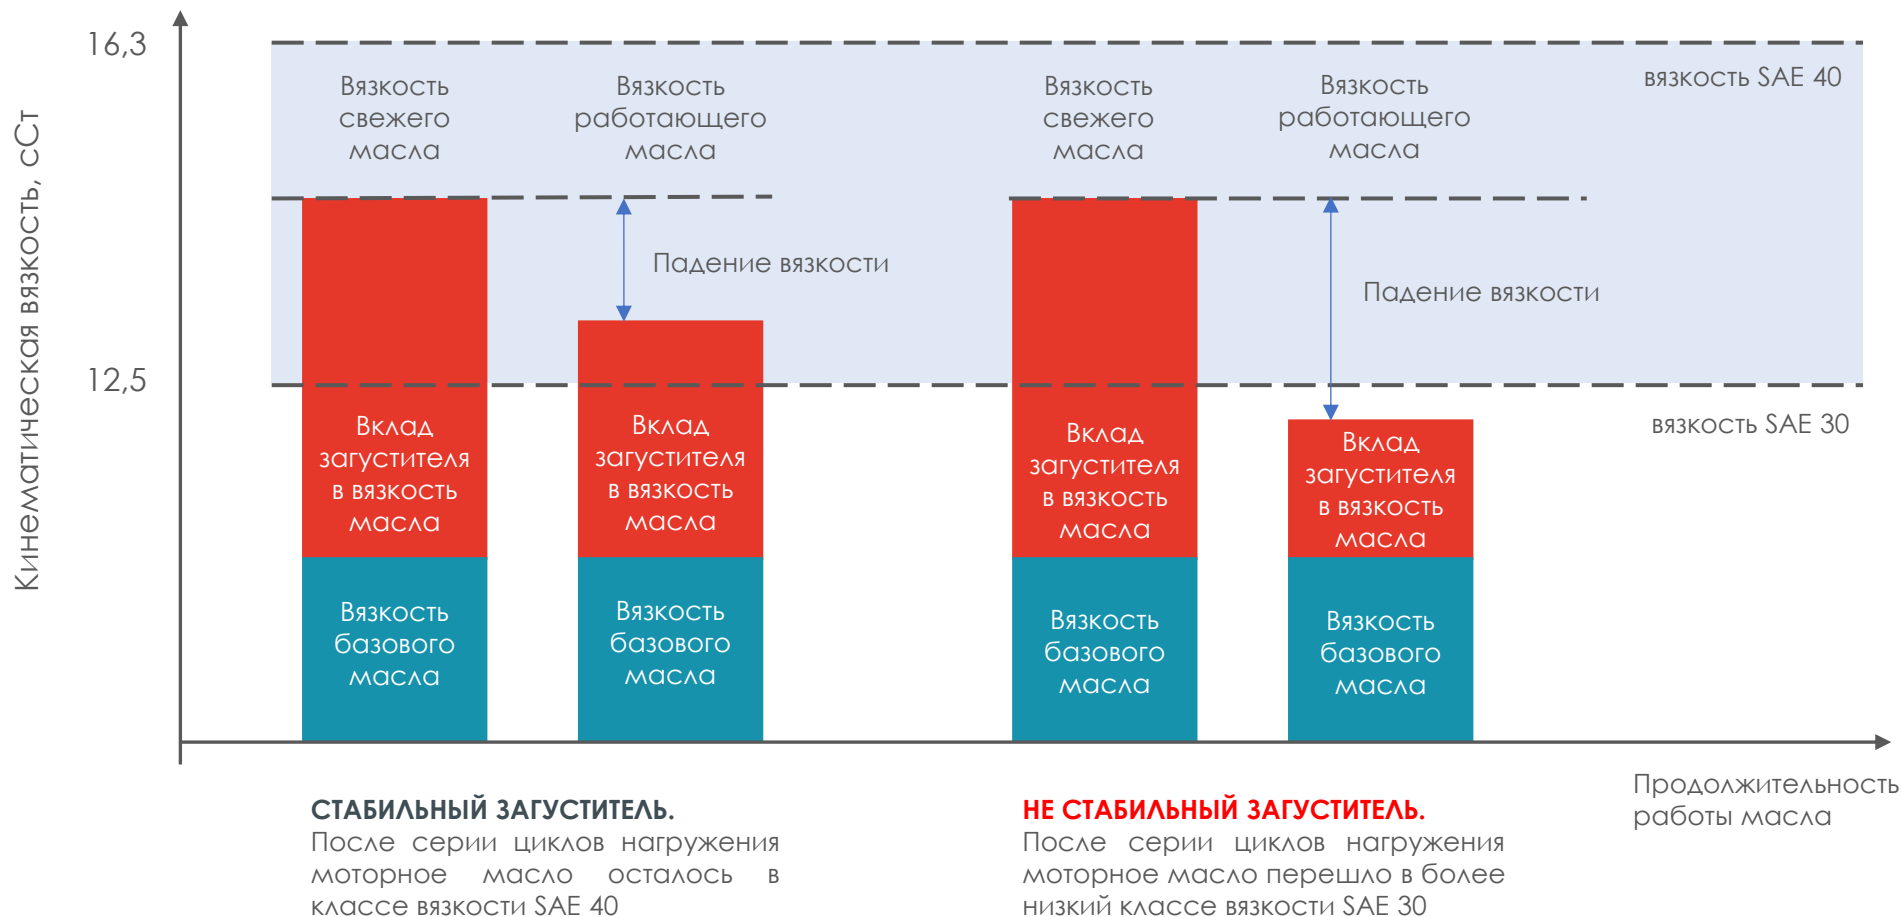 16,3
Кинематическая вязкость, сСт
12,5
Вязкость
свежего
масла
Вязкость
работающего
масла
Вязкость
свежего
масла
Вязкость
работающего
масла
вязкость SAE 40
Падение вязкости
Падение вязкости
вязкость SAE 30
Вклад
загустителя
в вязкость
масла
Вклад
загустителя
в вязкость
масла
Вклад
загустителя
в вязкость
масла
Вклад
загустителя
в вязкость
масла
Вязкость
базового
масла
Вязкость
базового
масла
Вязкость
базового
масла
Вязкость
базового
масла
Продолжительность
работы масла
СТАБИЛЬНЫЙ ЗАГУСТИТЕЛЬ.
После серии циклов нагружения
моторное масло осталось в
классе вязкости SAE 40
НЕ СТАБИЛЬНЫЙ ЗАГУСТИТЕЛЬ.
После серии циклов нагружения
моторное масло перешло в более
низкий классе вязкости SAE 30